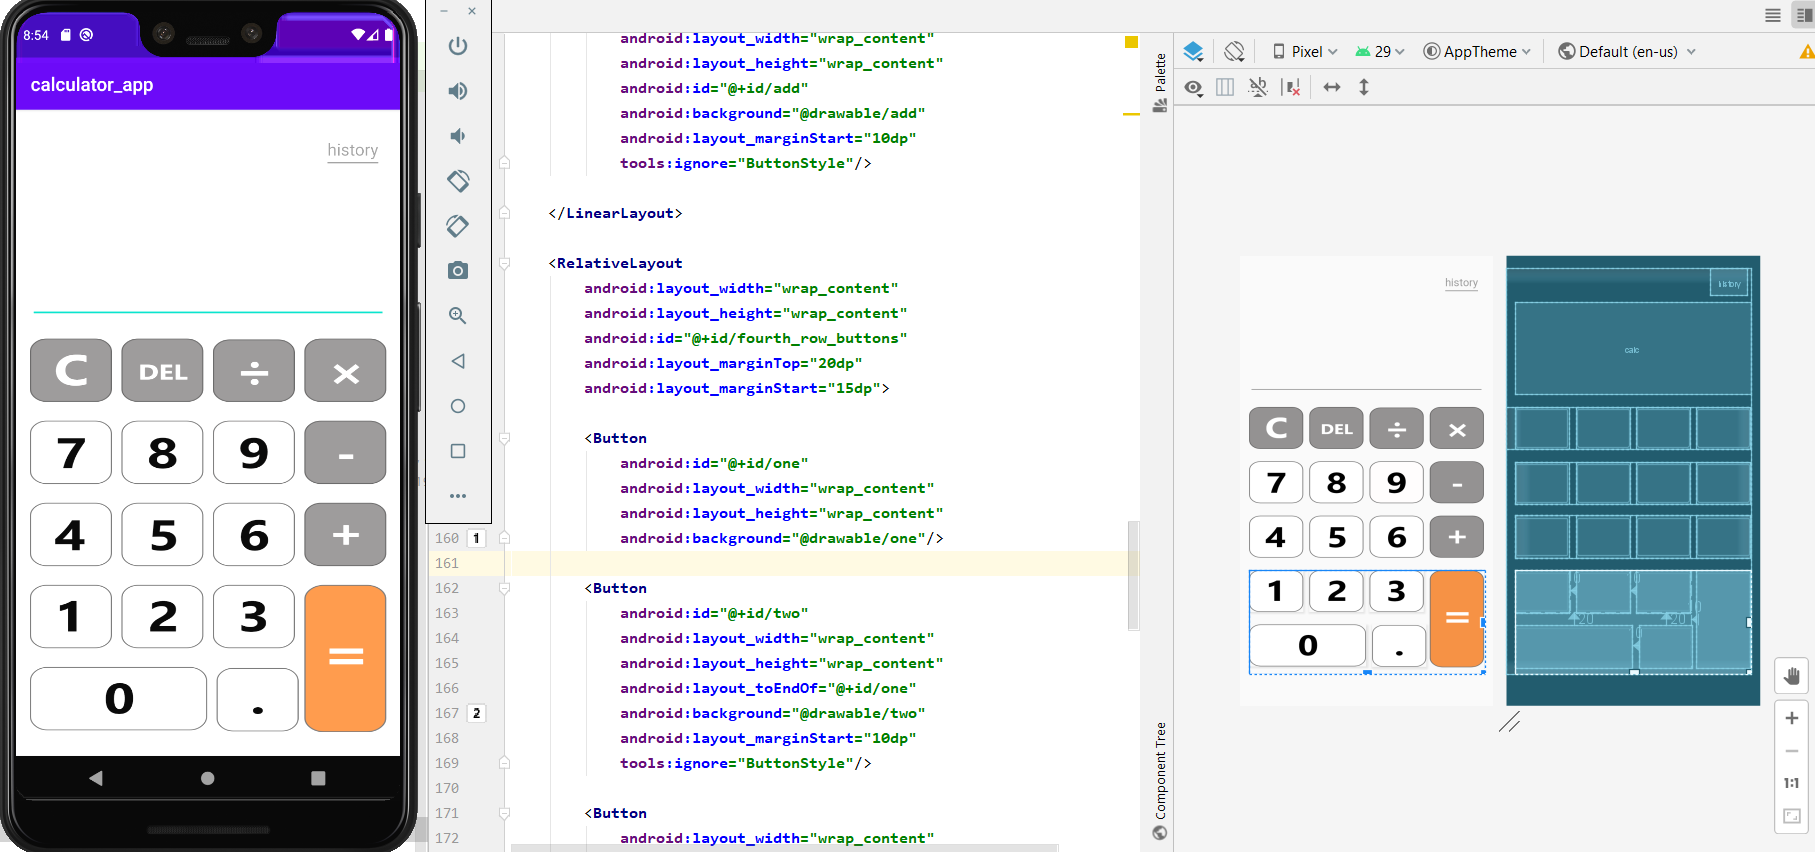 8:54
calculator_app
history
C DEL ÷ ×
7 8 9 -
4 5 6 +
1 2 3 =
0 .
android:layout_width="wrap_content"
android:layout_height="wrap_content"
android:id="@+id/add"
android:background="@drawable/add"
android:layout_marginStart="10dp"
tools:ignore="ButtonStyle"/>
</LinearLayout>
<RelativeLayout
android:layout_width="wrap_content"
android:layout_height="wrap_content"
android:id="@+id/fourth_row_buttons"
android:layout_marginTop="20dp"
android:layout_marginStart="15dp">
<Button
android:id="@+id/one"
android:layout_width="wrap_content"
android:layout_height="wrap_content"
160 1 android:background="@drawable/one"/>
161
162 <Button
163 android:id="@+id/two"
164 android:layout_width="wrap_content"
165 android:layout_height="wrap_content"
166 android:layout_toEndOf="@+id/one"
167 2 android:background="@drawable/two"
168 android:layout_marginStart="10dp"
169 tools:ignore="ButtonStyle"/>
170
171 <Button
172 android:layout_width="wrap_content"
Palette
Component Tree
Pixel 29 AppTheme Default (en-us)
history
C DEL ÷ ×
7 8 9 -
4 5 6 +
1 2 3 =
0 .
history
calc
0 0
20 20 0
0
1:1